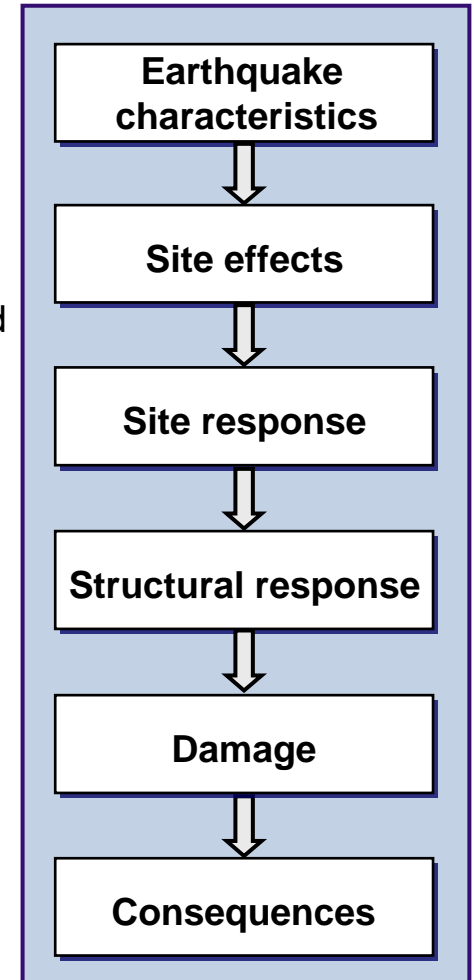 Earthquake
characteristics
Site effects
Site response
Structural response
Damage
Consequences